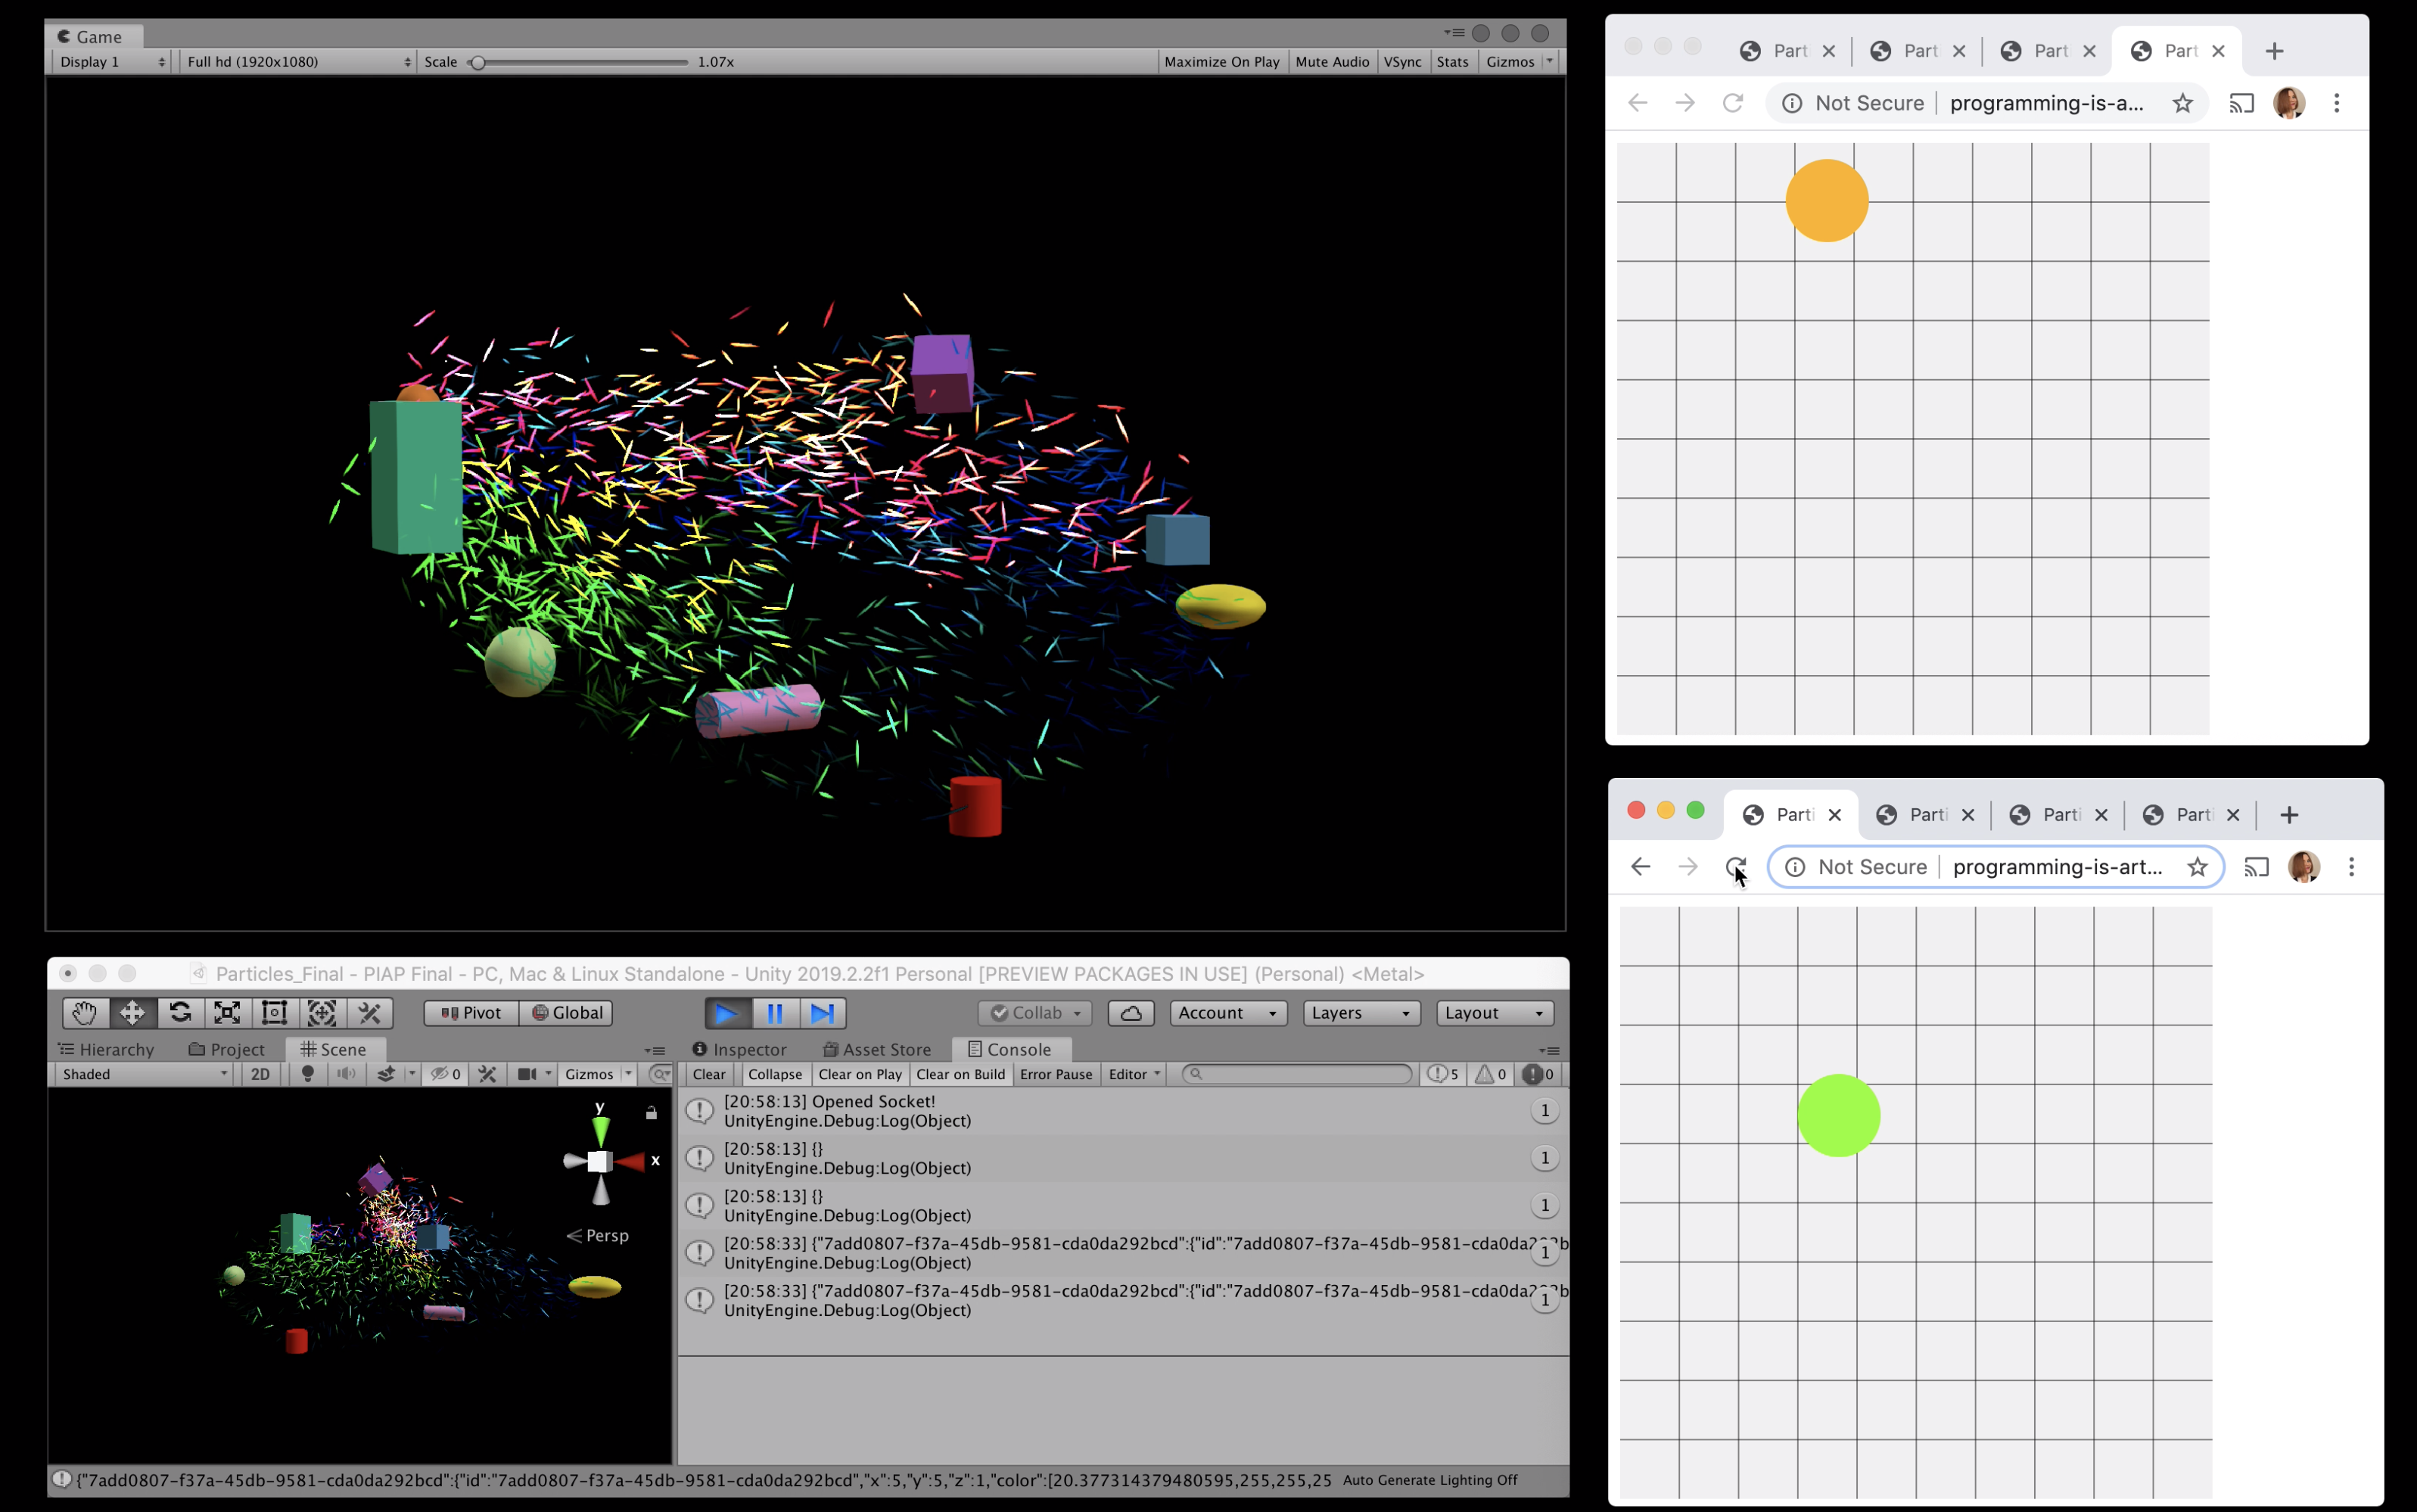 Game
Display 1 Full hd (1920x1080) Scale 1.07x Maximize On Play Mute Audio VSync Stats Gizmos
Part Part Part Part
Not Secure programming-is-a...
Particles_Final - PIAP Final - PC, Mac & Linux Standalone - Unity 2019.2.2f1 Personal [PREVIEW PACKAGES IN USE] (Personal) <Metal>
Pivot Global Collab Account Layers Layout
Hierarchy Project Scene
Shaded 2D 0 Gizmos
y
x
Persp
Inspector Asset Store Console
Clear Collapse Clear on Play Clear on Build Error Pause Editor 5 0 0
[20:58:13] Opened Socket!
UnityEngine.Debug:Log(Object)
1
[20:58:13] {}
UnityEngine.Debug:Log(Object)
1
[20:58:13] {}
UnityEngine.Debug:Log(Object)
1
[20:58:33] {"7add0807-f37a-45db-9581-cda0da292bcd":{"id":"7add0807-f37a-45db-9581-cda0da
UnityEngine.Debug:Log(Object)
1
[20:58:33] {"7add0807-f37a-45db-9581-cda0da292bcd":{"id":"7add0807-f37a-45db-9581-cda0da
UnityEngine.Debug:Log(Object)
1
{"7add0807-f37a-45db-9581-cda0da292bcd":{"id":"7add0807-f37a-45db-9581-cda0da292bcd","x":5,"y":5,"z":1,"color":[20.377314379480595,255,255,25 Auto Generate Lighting Off
Parti Parti Parti Parti
Not Secure programming-is-art...